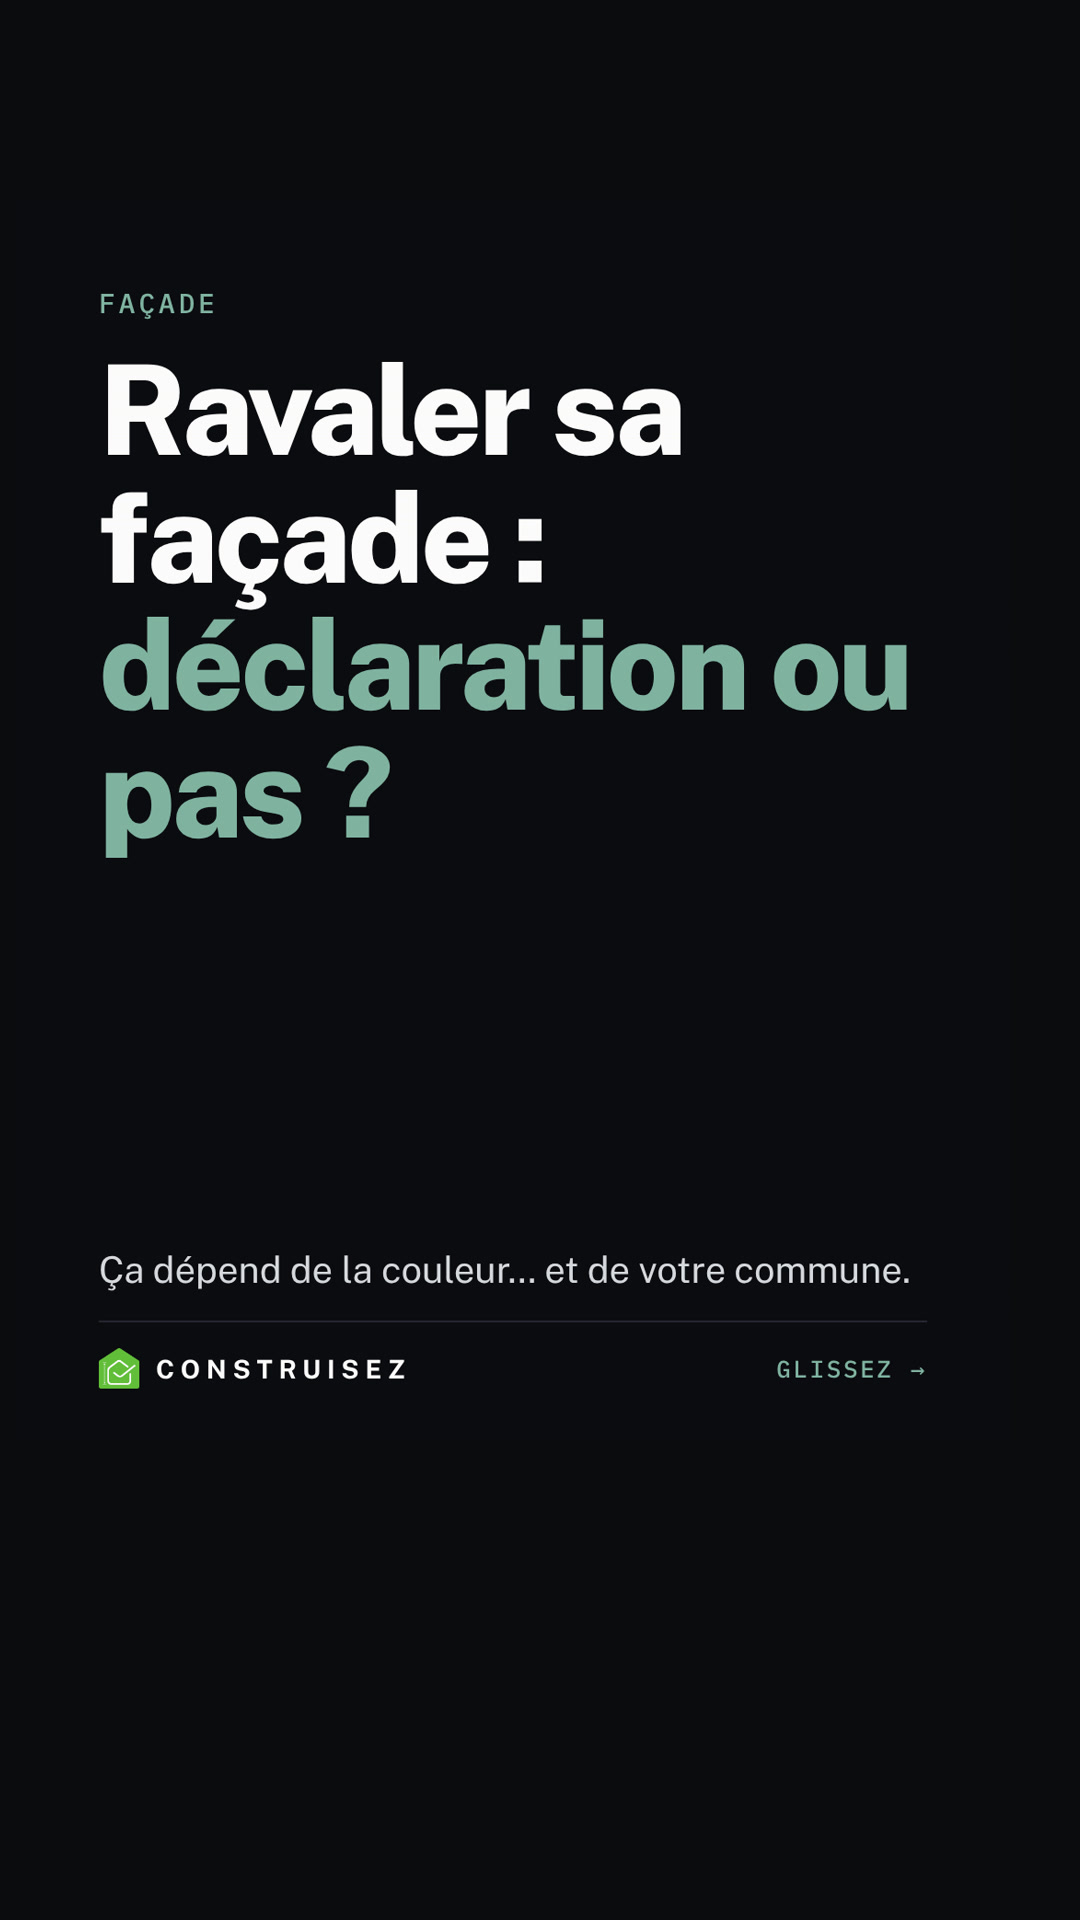 FAÇADE
Ravaler sa
façade :
déclaration ou
pas ?
Ça dépend de la couleur... et de votre commune.
CONSTRUISEZ
GLISSEZ →